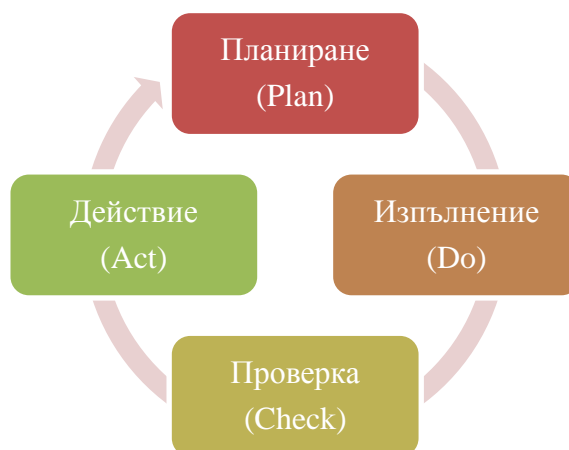 Планиране
(Plan)
Действие
(Act)
Изпълнение
(Do)
Проверка
(Check)